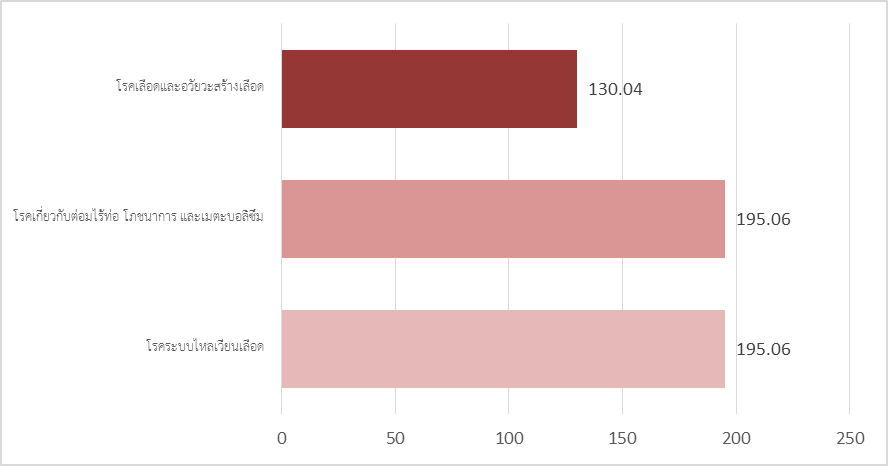 โรคเลือดและอวัยวะสร้างเลือด
130.04
โรคเกี่ยวกับต่อมไร้ท่อ โภชนาการ และเมตะบอลิซึม
195.06
โรคระบบไหลเวียนเลือด
195.06
0 50 100 150 200 250